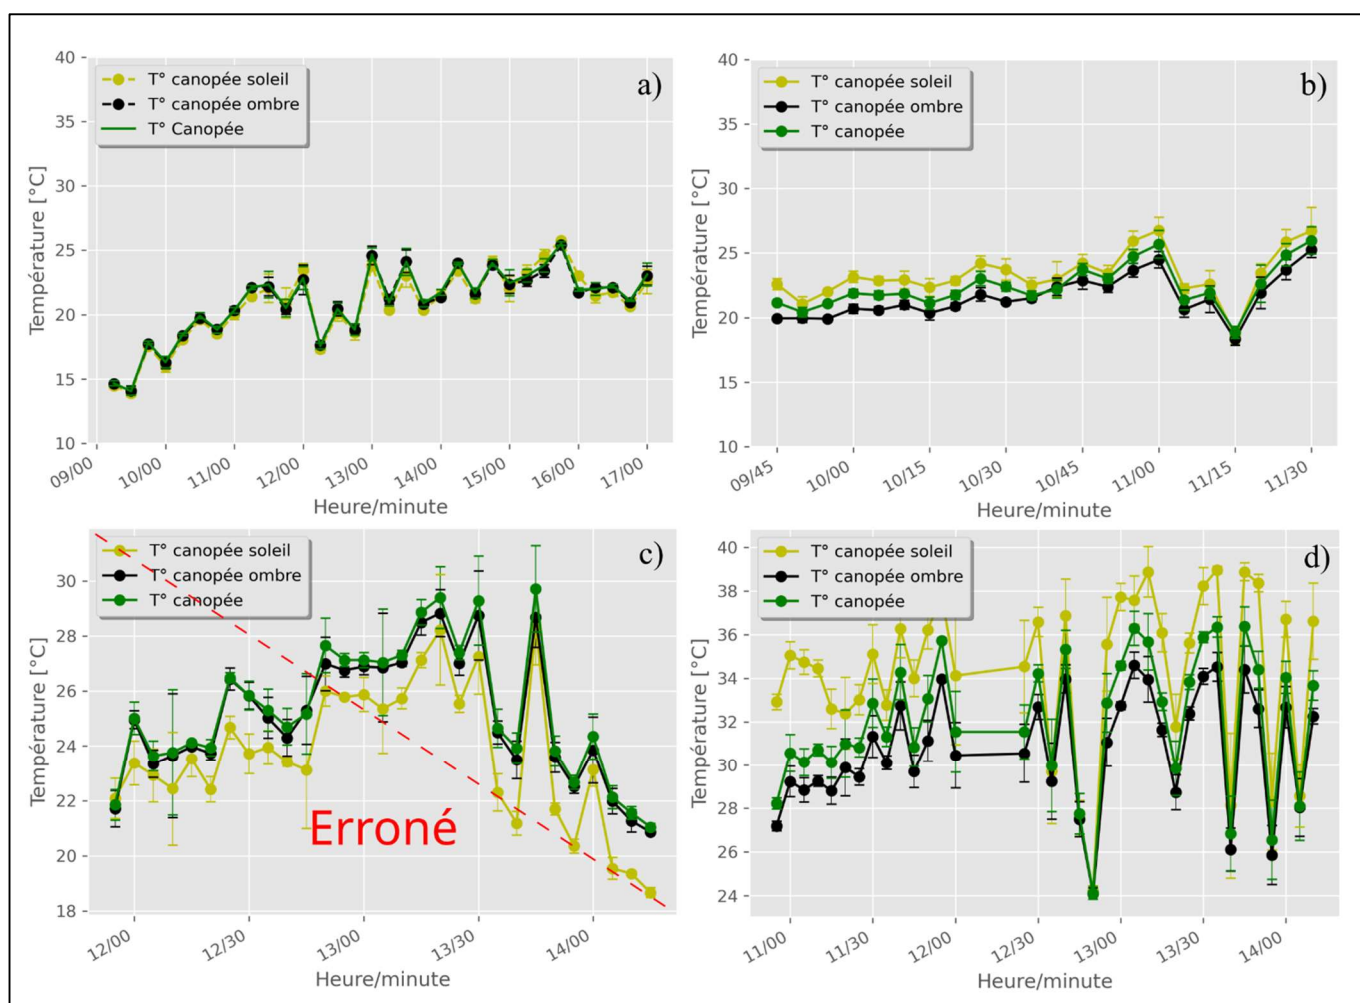 a)
T° canopée soleil
T° canopée ombre
T° Canopée
Température [°C]
40
35
30
25
20
15
10
09/00
10/00
11/00
12/00
13/00
14/00
15/00
16/00
17/00
Heure/minute
b)
T° canopée soleil
T° canopée ombre
T° canopée
Température [°C]
40
35
30
25
20
15
10
09/45
10/00
10/15
10/30
10/45
11/00
11/15
11/30
Heure/minute
c)
T° canopée soleil
T° canopée ombre
T° canopée
Température [°C]
30
28
26
24
22
20
18
Erroné
12/00
12/30
13/00
13/30
14/00
Heure/minute
d)
T° canopée soleil
T° canopée ombre
T° canopée
Température [°C]
40
38
36
34
32
30
28
26
24
11/00
11/30
12/00
12/30
13/00
13/30
14/00
Heure/minute